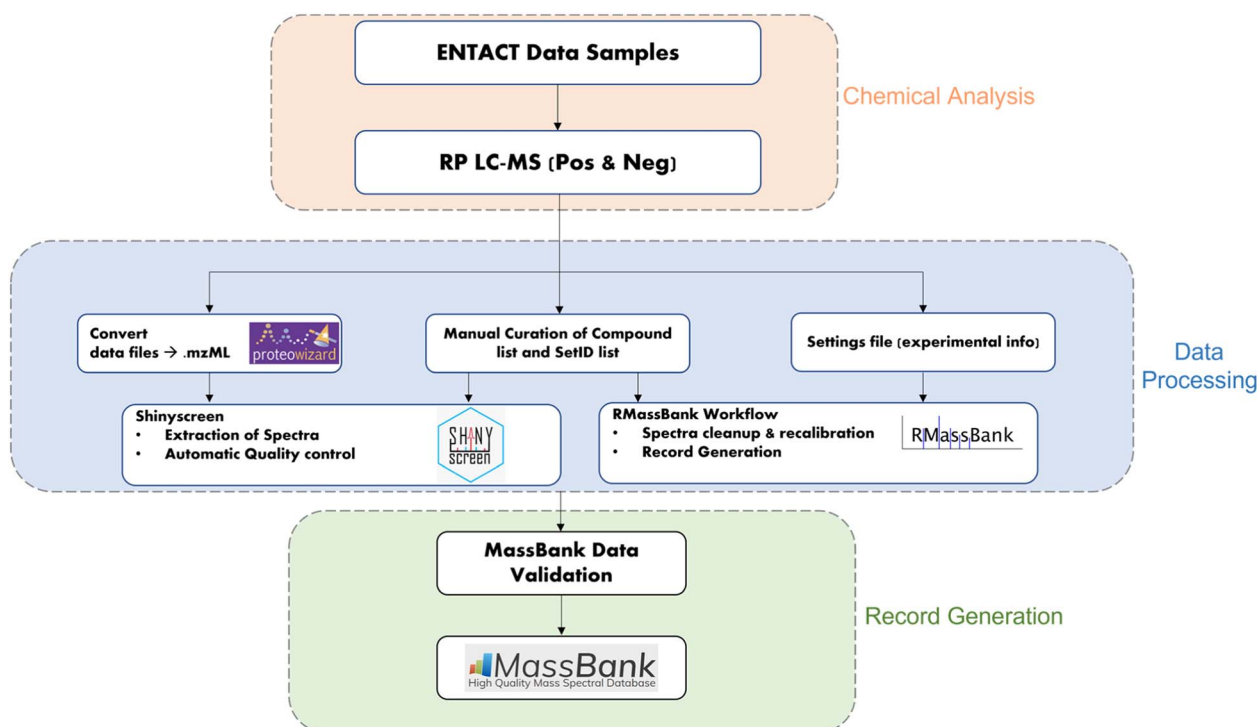 ENTACT Data Samples
Chemical Analysis
RP LC-MS (Pos & Neg)
Convert
data files → .mzML
proteowizard
Manual Curation of Compound
list and SetID list
Settings file (experimental info)
Data
Processing
Shinyscreen
• Extraction of Spectra
• Automatic Quality control
SHINY
screen
RMassBank Workflow
• Spectra cleanup & recalibration
• Record Generation
RMassBank
MassBank Data
Validation
Record Generation
MassBank
High Quality Mass Spectral Database